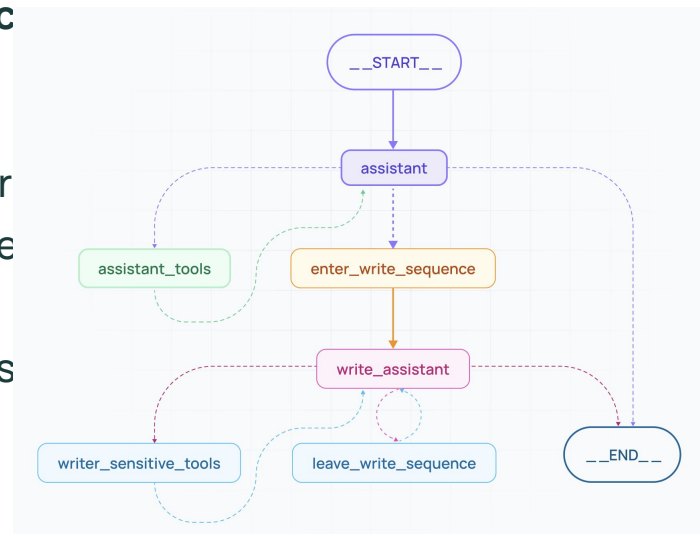 c
r
e
s
__START__
assistant
assistant_tools
enter_write_sequence
write_assistant
writer_sensitive_tools
leave_write_sequence
__END__